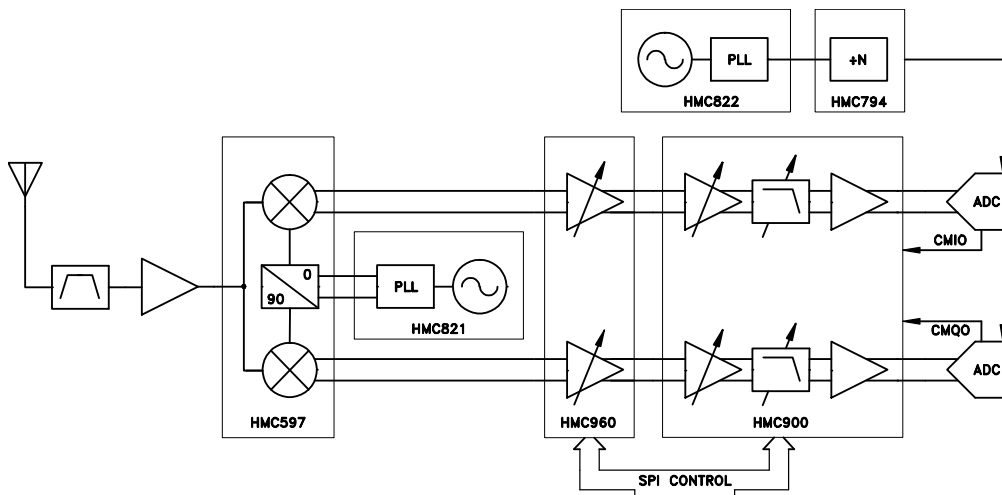 PLL
÷N
HMC822
HMC794
ADC
CMIO
0
90
PLL
HMC821
CMQO
ADC
HMC597
HMC960
HMC900
SPI CONTROL